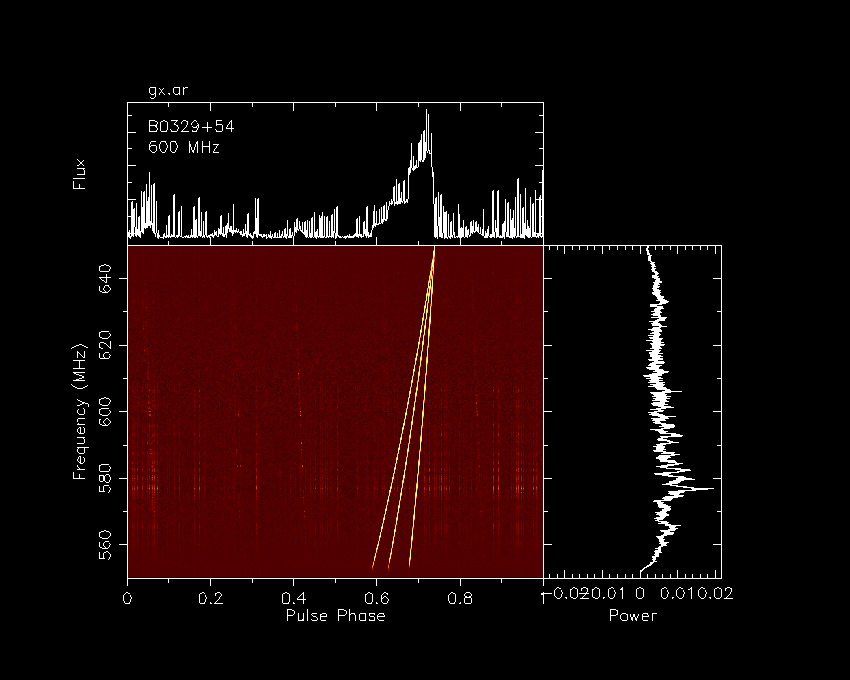 gx.ar
B0329+54
600 MHz
Flux
Frequency (MHz)
640
620
600
580
560
0 0.2 0.4 0.6 0.8 1
Pulse Phase
−0.02 −0.01 0 0.01 0.02
Power